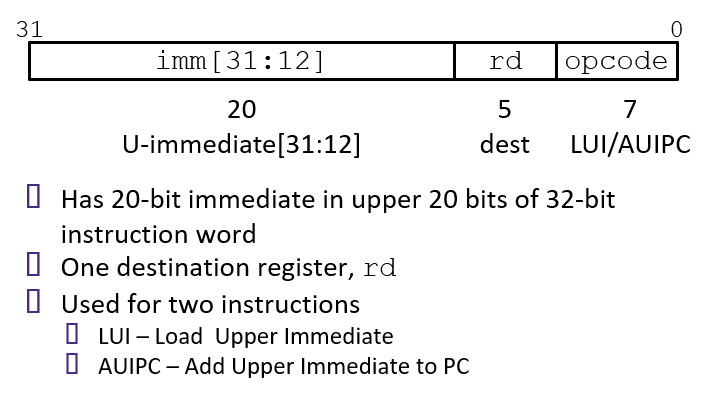 31 0
imm[31:12] rd opcode
20 5 7
U-immediate[31:12] dest LUI/AUIPC
Has 20-bit immediate in upper 20 bits of 32-bit
instruction word
One destination register, rd
Used for two instructions
LUI – Load Upper Immediate
AUIPC – Add Upper Immediate to PC